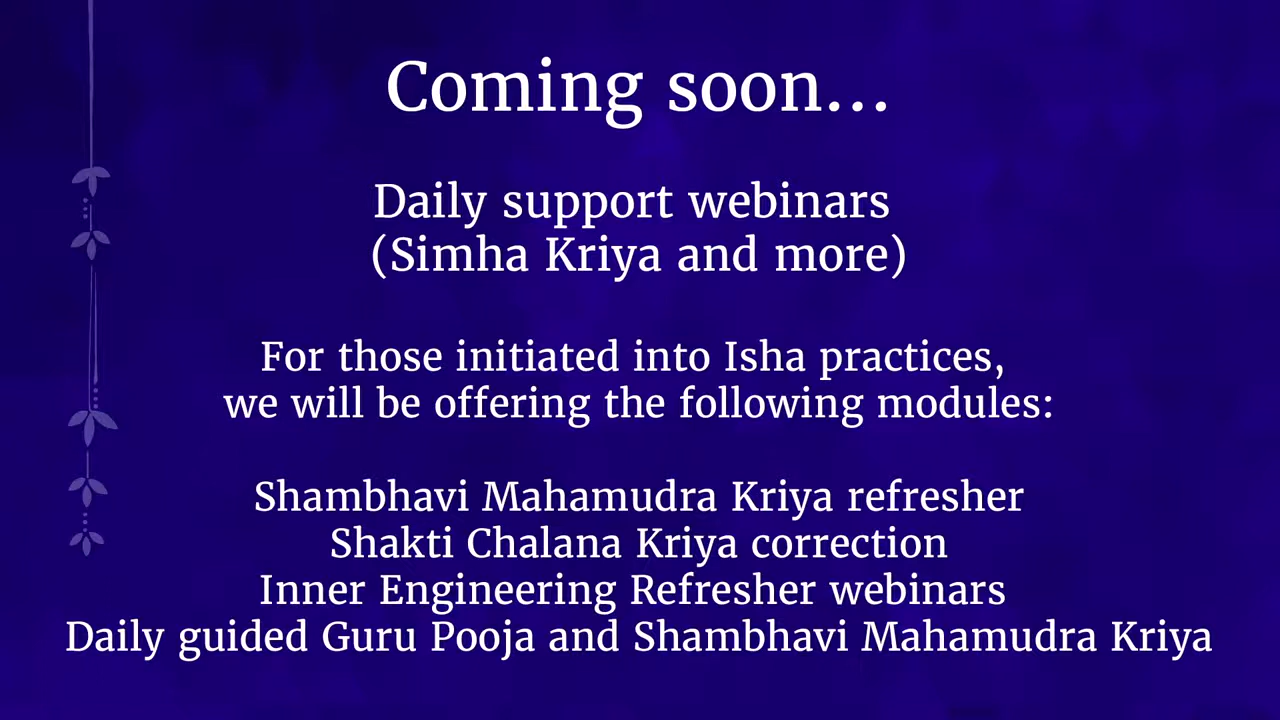 Coming soon...
Daily support webinars
(Simha Kriya and more)
For those initiated into Isha practices,
we will be offering the following modules:
Shambhavi Mahamudra Kriya refresher
Shakti Chalana Kriya correction
Inner Engineering Refresher webinars
Daily guided Guru Pooja and Shambhavi Mahamudra Kriya